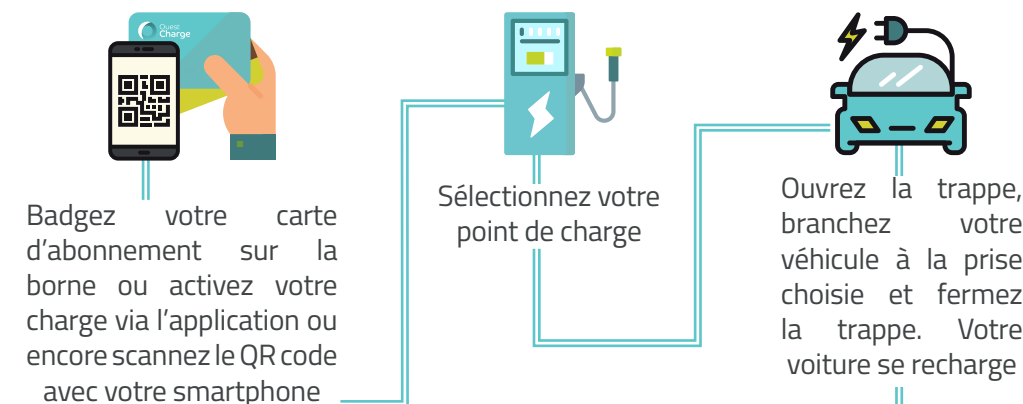 Ouest
Charge
Badgez votre carte
d'abonnement sur la
borne ou activez votre
charge via l'application ou
encore scannez le QR code
avec votre smartphone
Sélectionnez votre
point de charge
Ouvrez la trappe,
branchez votre
véhicule à la prise
choisie et fermez
la trappe. Votre
voiture se recharge